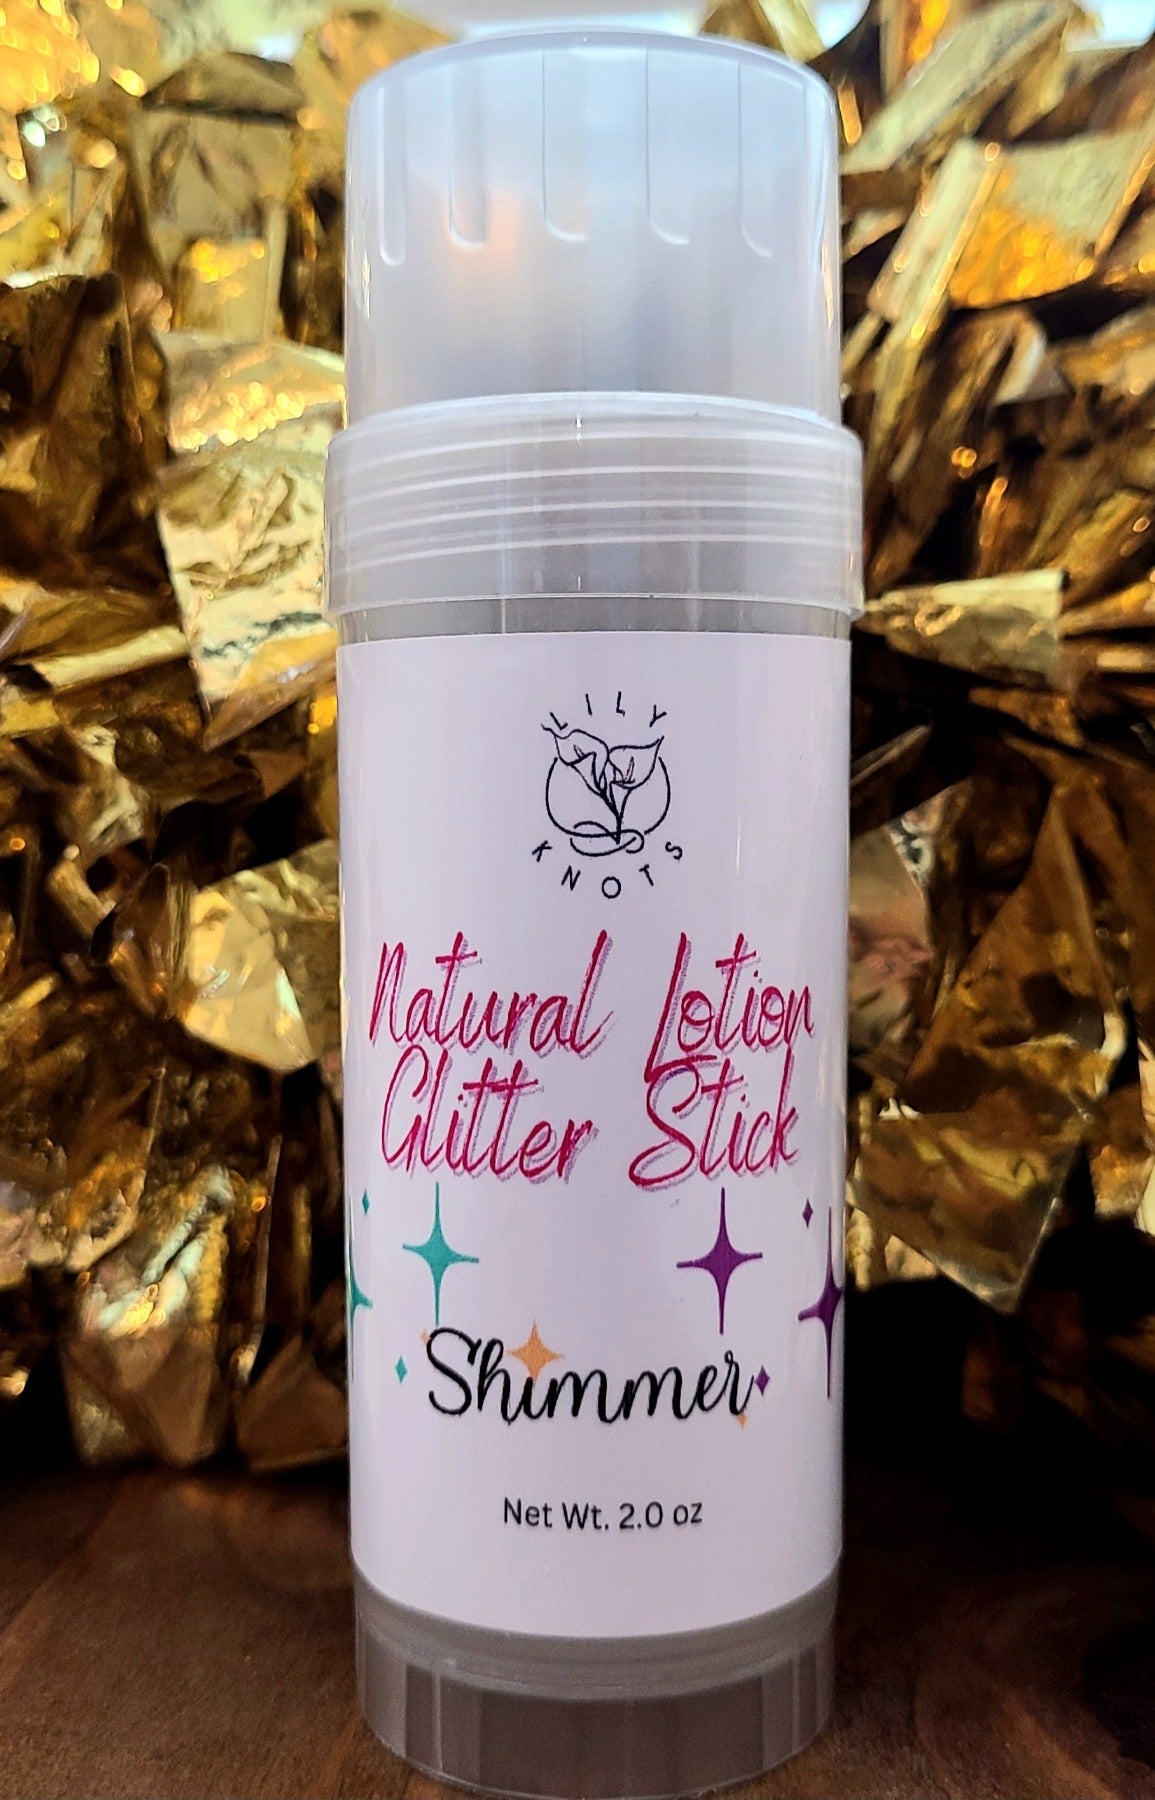 LILY
KNOTS
Natural Lotion
Glitter Stick
Shimmer
Net Wt. 2.0 oz